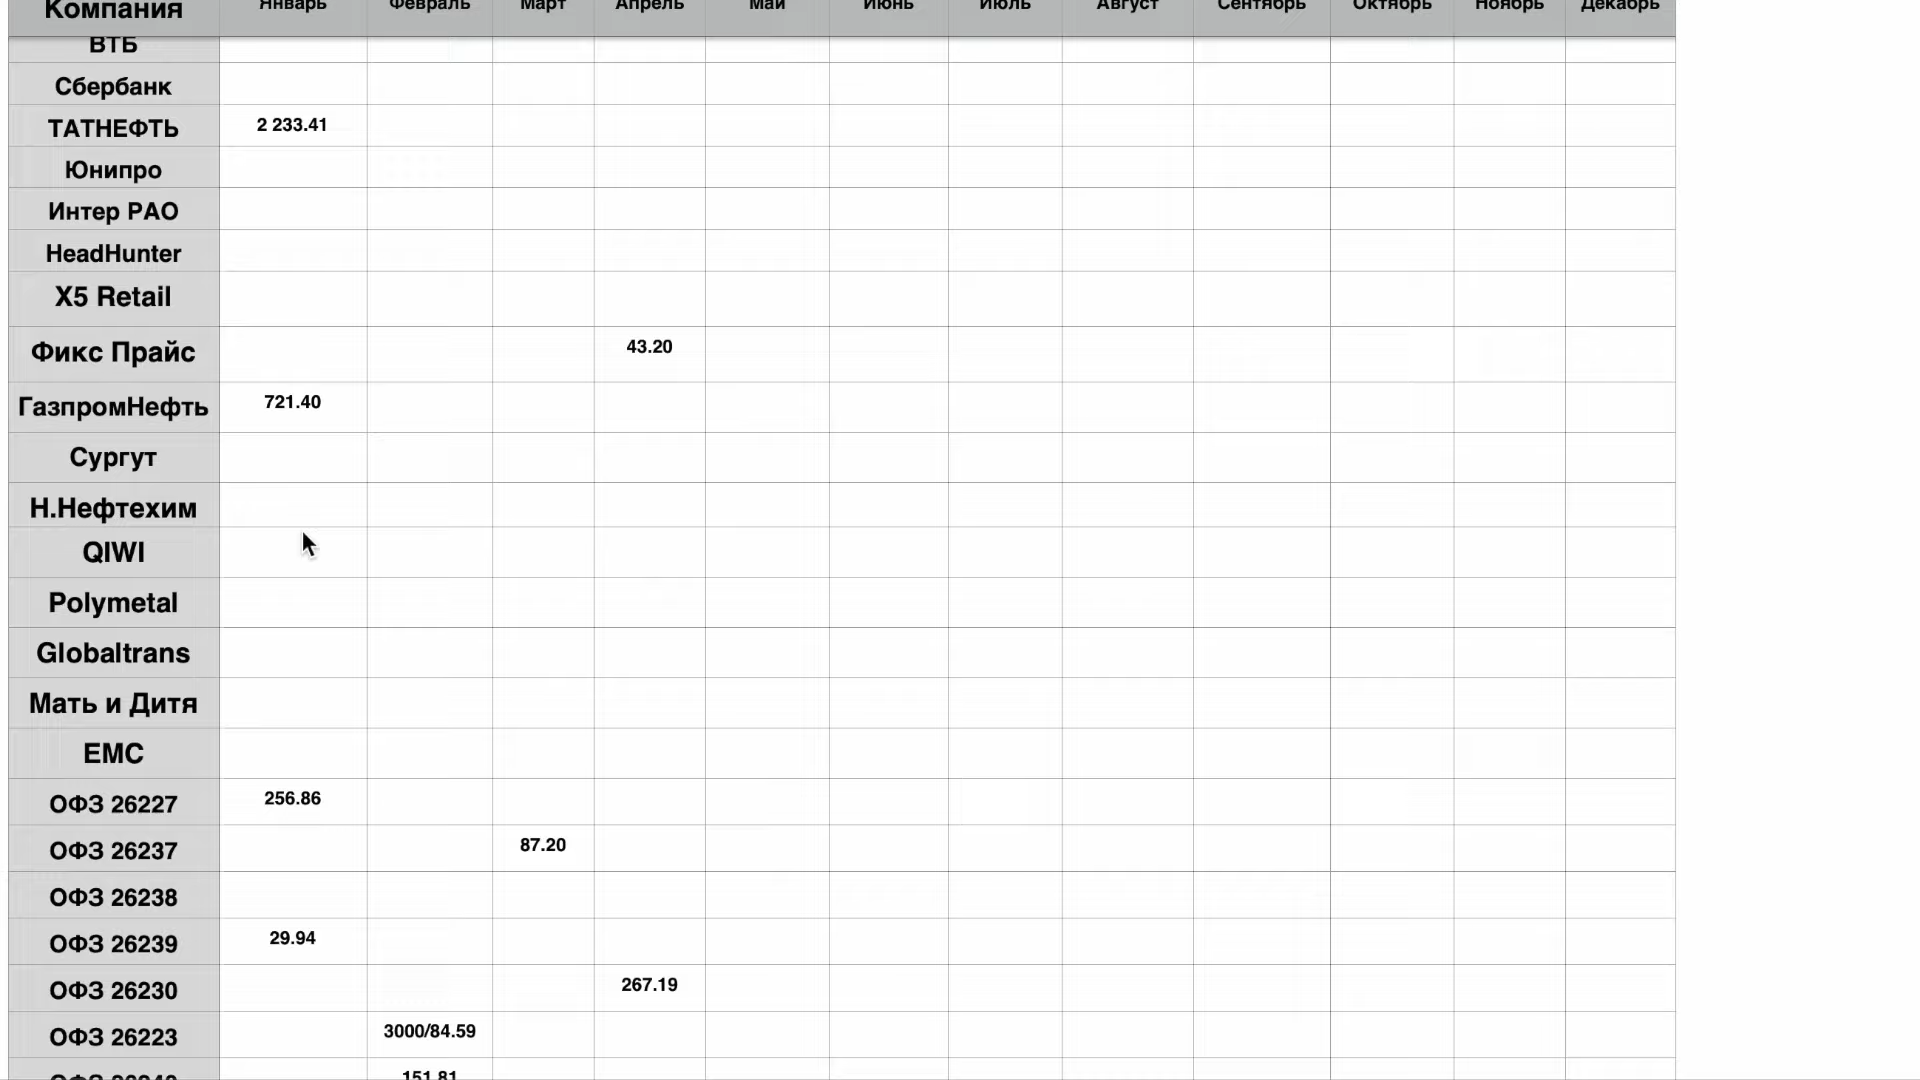 Компания Январь Февраль Март Апрель Май Июнь Июль Август Сентябрь Октябрь Ноябрь Декабрь
ВТБ
Сбербанк
ТАТНЕФТЬ 2 233.41
Юнипро
Интер РАО
HeadHunter
X5 Retail
Фикс Прайс 43.20
ГазпромНефть 721.40
Сургут
Н.Нефтехим
QIWI
Polymetal
Globaltrans
Мать и Дитя
ЕМС
ОФЗ 26227 256.86
ОФЗ 26237 87.20
ОФЗ 26238
ОФЗ 26239 29.94
ОФЗ 26230 267.19
ОФЗ 26223 3000/84.59
151.81